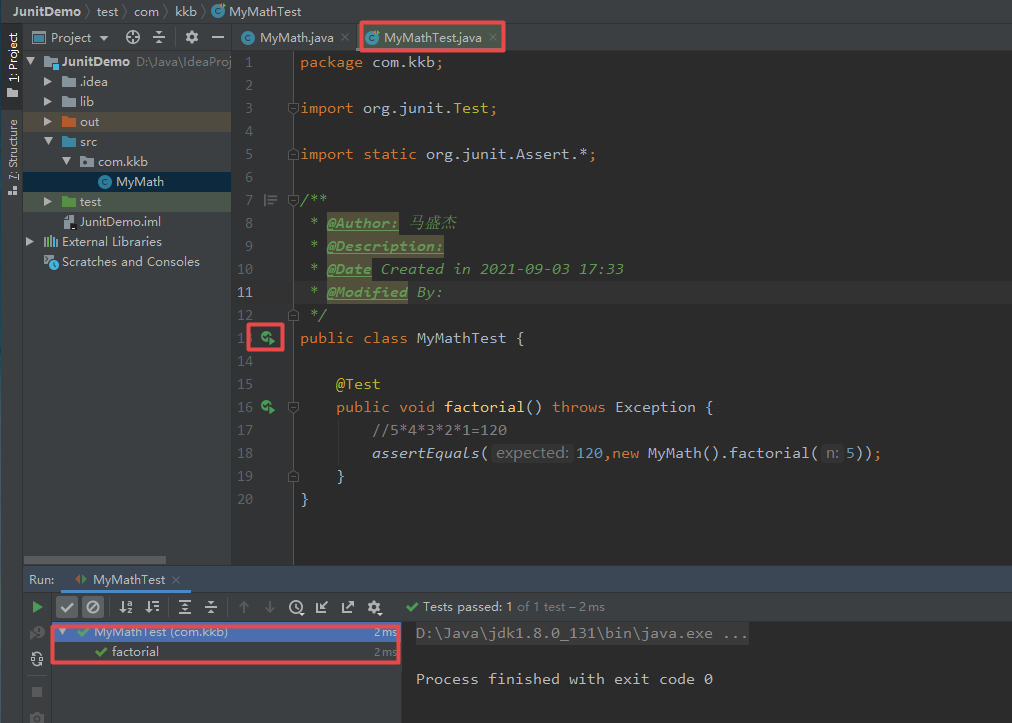 JunitDemo test com kkb MyMathTest
1: Project
7: Structure
Project
MyMath.java
MyMathTest.java
JunitDemo D:\Java\IdeaProj
.idea
lib
out
src
com.kkb
MyMath
test
JunitDemo.iml
External Libraries
Scratches and Consoles
1 package com.kkb;
2
3 import org.junit.Test;
4
5 import static org.junit.Assert.*;
6
7 /**
8 * @Author: 马盛杰
9 * @Description:
10 * @Date Created in 2021-09-03 17:33
11 * @Modified By:
12 */
public class MyMathTest {
14
15 @Test
16 public void factorial() throws Exception {
17 //5*4*3*2*1=120
18 assertEquals( expected: 120,new MyMath().factorial( n: 5));
19 }
20 }
Run: MyMathTest
Tests passed: 1 of 1 test – 2 ms
MyMathTest (com.kkb) 2 ms
factorial 2 ms
D:\Java\jdk1.8.0_131\bin\java.exe ...
Process finished with exit code 0